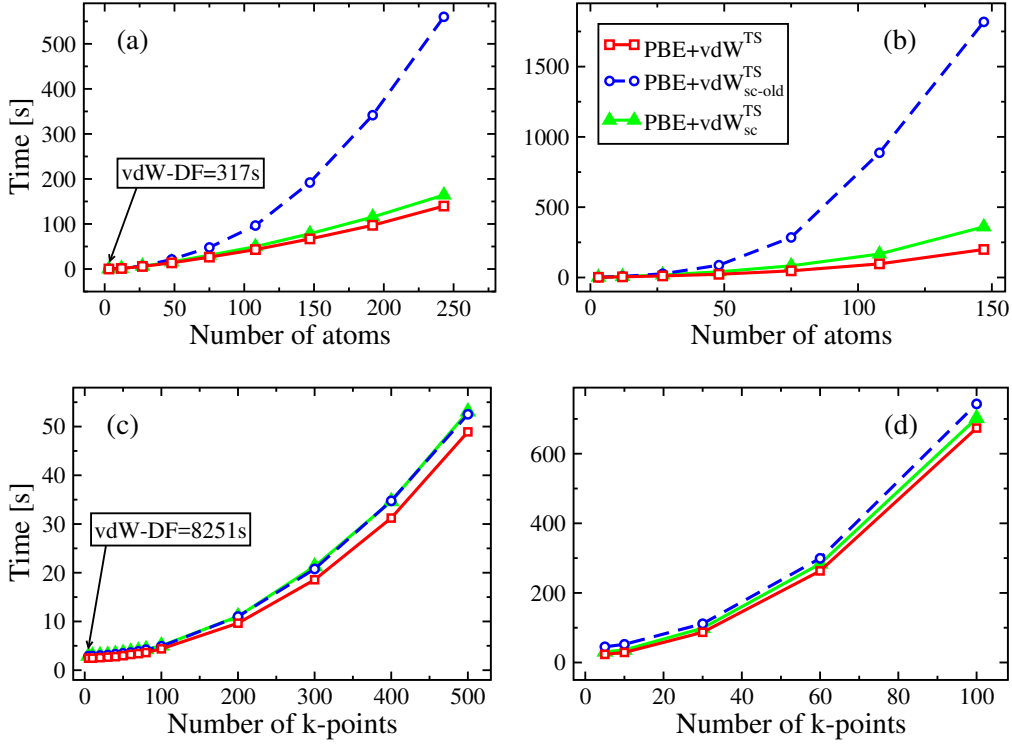 (a)
vdW-DF=317s
Time [s]
0
100
200
300
400
500
0
50
100
150
200
250
Number of atoms
(b)
PBE+vdW^TS
PBE+vdW^TS_sc-old
PBE+vdW^TS_sc
0
500
1000
1500
0
50
100
150
Number of atoms
(c)
vdW-DF=8251s
Time [s]
0
10
20
30
40
50
0
100
200
300
400
500
Number of k-points
(d)
0
200
400
600
0
20
40
60
80
100
Number of k-points